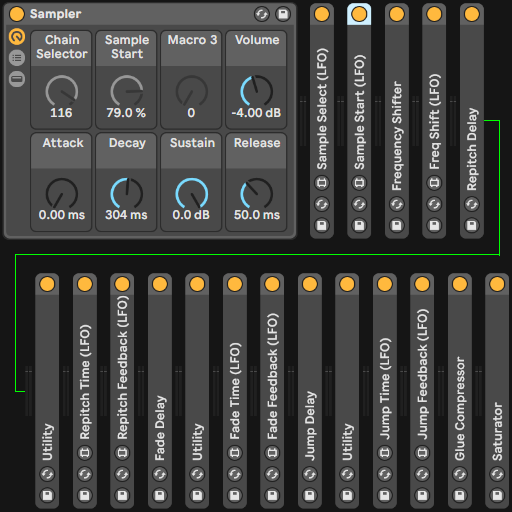 Sampler
Chain Selector
116
Sample Start
79.0 %
Macro 3
0
Volume
-4.00 dB
Attack
0.00 ms
Decay
304 ms
Sustain
0.0 dB
Release
50.0 ms
Sample Select (LFO)
Sample Start (LFO)
Frequency Shifter
Freq Shift (LFO)
Repitch Delay
Utility
Repitch Time (LFO)
Repitch Feedback (LFO)
Fade Delay
Utility
Fade Time (LFO)
Fade Feedback (LFO)
Jump Delay
Utility
Jump Time (LFO)
Jump Feedback (LFO)
Glue Compressor
Saturator